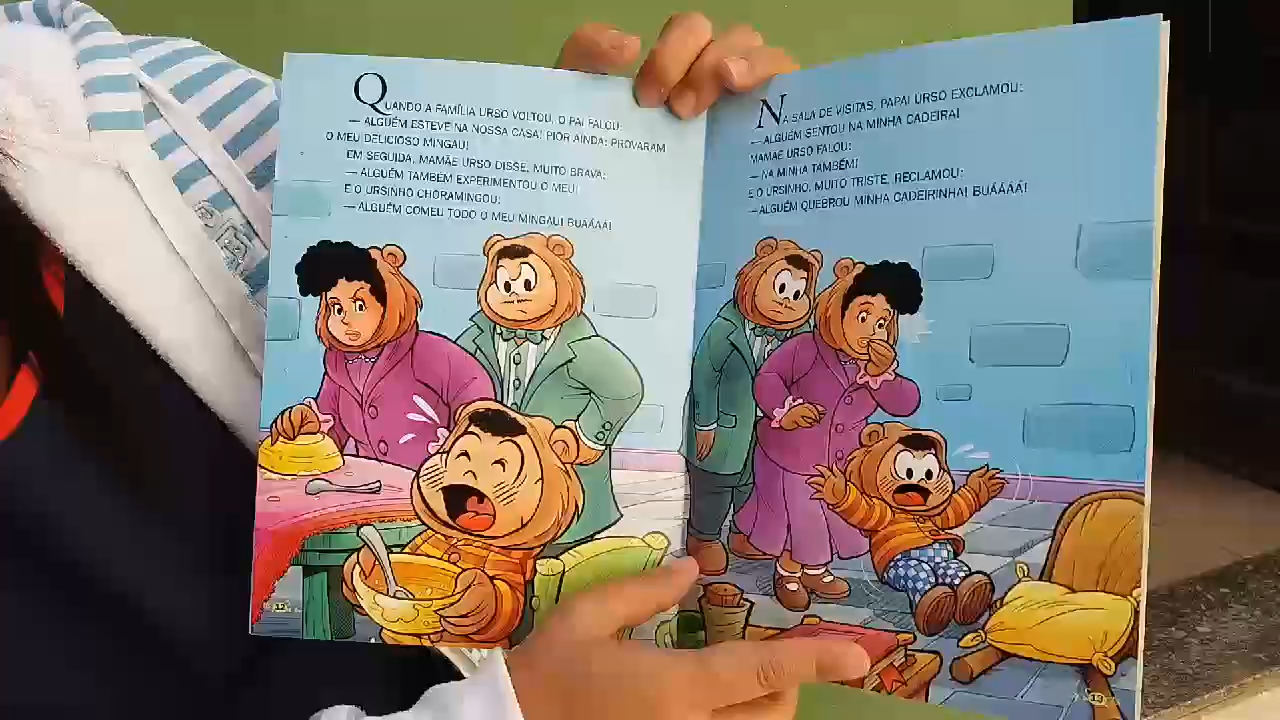 QUANDO A FAMÍLIA URSO VOLTOU, O PAI FALOU:
— ALGUÉM ESTEVE NA NOSSA CASA! PIOR AINDA: PROVARAM
O MEU DELICIOSO MINGAU!
EM SEGUIDA, MAMÃE URSO DISSE, MUITO BRAVA:
— ALGUÉM TAMBÉM EXPERIMENTOU O MEU!
E O URSINHO CHORAMINGOU:
— ALGUÉM COMEU TODO O MEU MINGAU! BUÁÁÁÁ!
12
NA SALA DE VISITAS, PAPAI URSO EXCLAMOU:
— ALGUÉM SENTOU NA MINHA CADEIRA!
MAMÃE URSO FALOU:
— NA MINHA TAMBÉM!
E O URSINHO, MUITO TRISTE, RECLAMOU:
— ALGUÉM QUEBROU MINHA CADEIRINHA! BUÁÁÁÁ!
13